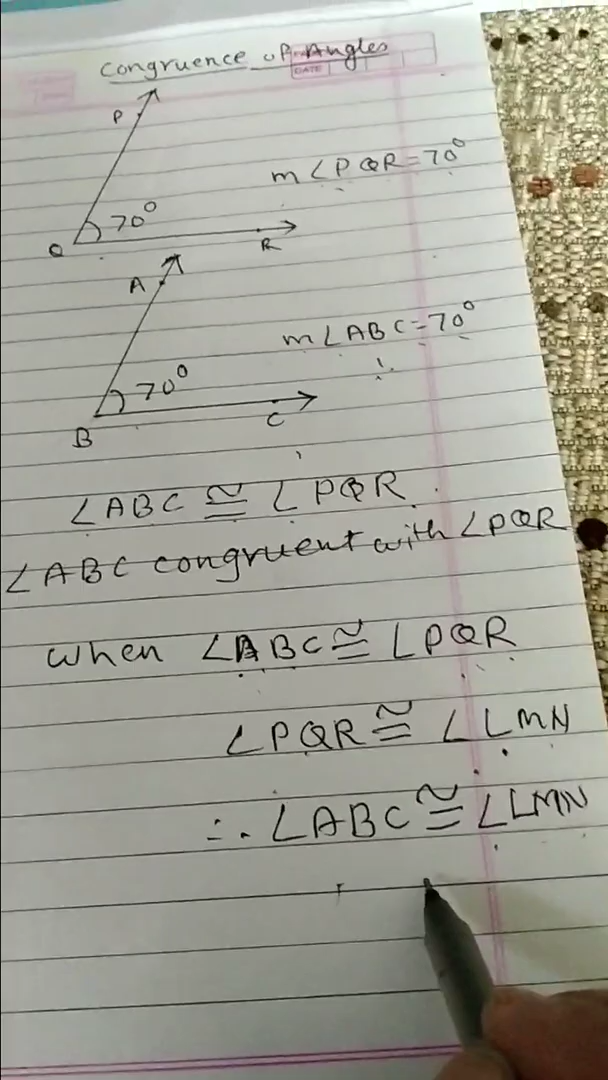 Congruence of Angles
DATE
P
m∠PQR=70°
70°
Q
R
A
m∠ABC=70°
70°
B
C
∠ABC ≅ ∠PQR
∠ABC congruent with ∠PQR
when ∠ABC ≅ ∠PQR
∠PQR ≅ ∠LMN
∴ ∠ABC ≅ ∠LMN